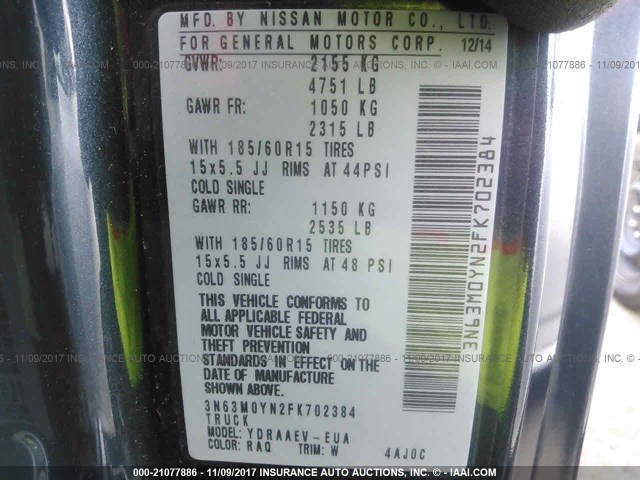 MFD. BY NISSAN MOTOR CO., LTD.
FOR GENERAL MOTORS CORP. 12/14
GVWR: 2155 KG
4751 LB
GAWR FR: 1050 KG
2315 LB
WITH 185/60R15 TIRES
15x5.5 JJ RIMS AT 44PSI
COLD SINGLE
GAWR RR: 1150 KG
2535 LB
WITH 185/60R15 TIRES
15x5.5 JJ RIMS AT 48 PSI
COLD SINGLE
THIS VEHICLE CONFORMS TO
ALL APPLICABLE FEDERAL
MOTOR VEHICLE SAFETY AND
THEFT PREVENTION
STANDARDS IN EFFECT ON THE
DATE OF MANUFACTURE
SHOWN ABOVE.
3N63M0YN2FK702384
TRUCK
MODEL: YDRAAEV-EUA
COLOR: RAQ TRIM: W 4AJ0C
3N63M0YN2FK702384
000-21077886 - 11/09/2017 - INSURANCE AUTO AUCTIONS
000-21077886 - 11/09/2017 - IAAI.COM